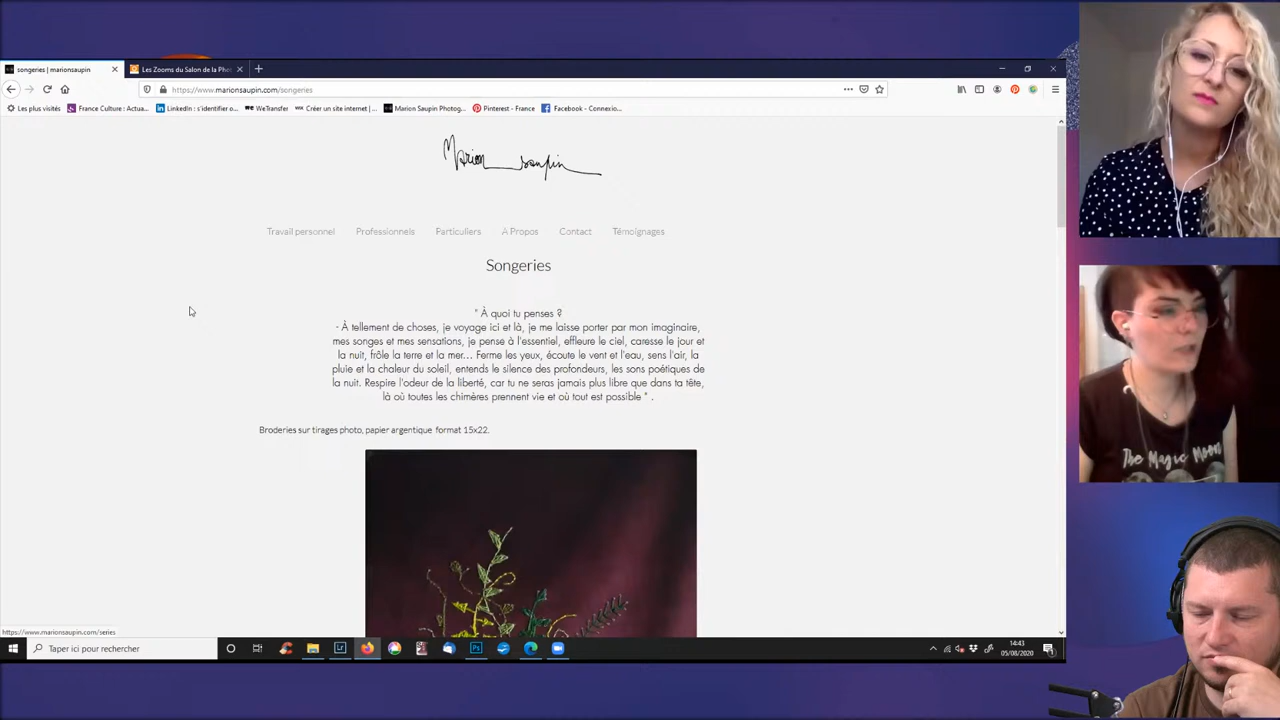 songeries | marionsaupin
Les Zooms du Salon de la Pho
https://www.marionsaupin.com/songeries
Les plus visités
France Culture : Actua...
LinkedIn : s'identifier o...
WeTransfer
Créer un site internet |...
Marion Saupin Photog...
Pinterest - France
Facebook - Connexio...
Marion Saupin
Travail personnel
Professionnels
Particuliers
À Propos
Contact
Témoignages
Songeries
" À quoi tu penses ?
- À tellement de choses, je voyage ici et là, je me laisse porter par mon imaginaire,
mes songes et mes sensations, je pense à l'essentiel, effleure le ciel, caresse le jour et
la nuit, frôle la terre et la mer... Ferme les yeux, écoute le vent et l'eau, sens l'air, la
pluie et la chaleur du soleil, entends le silence des profondeurs, les sons poétiques de
la nuit. Respire l'odeur de la liberté, car tu ne seras jamais plus libre que dans ta tête,
là où toutes les chimères prennent vie et où tout est possible " .
Broderies sur tirages photo, papier argentique format 15x22.
The Magic Moon
https://www.marionsaupin.com/series
Taper ici pour rechercher
14:43
05/08/2020